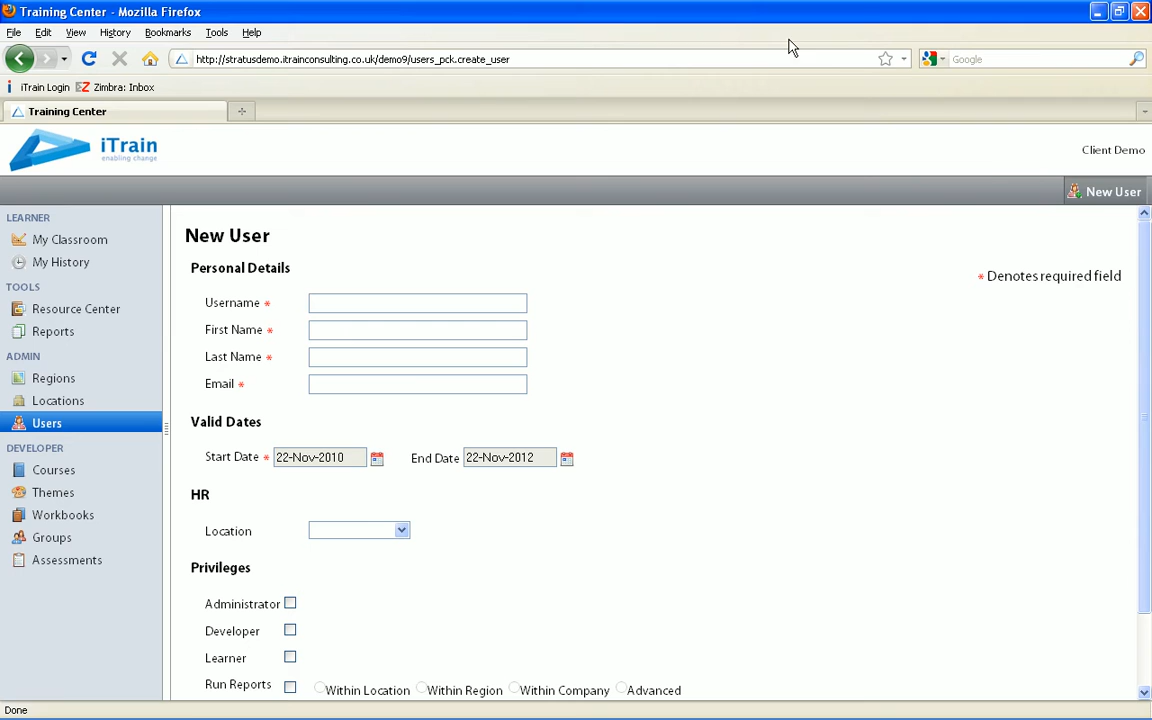 Training Center - Mozilla Firefox
File Edit View History Bookmarks Tools Help
http://stratusdemo.itrainconsulting.co.uk/demo9/users_pck.create_user
Google
iTrain Login Zimbra: Inbox
Training Center
iTrain
enabling change
Client Demo
New User
LEARNER
My Classroom
My History
TOOLS
Resource Center
Reports
ADMIN
Regions
Locations
Users
DEVELOPER
Courses
Themes
Workbooks
Groups
Assessments
New User
Personal Details
* Denotes required field
Username *
First Name *
Last Name *
Email *
Valid Dates
Start Date * 22-Nov-2010 End Date 22-Nov-2012
HR
Location
Privileges
Administrator
Developer
Learner
Run Reports Within Location Within Region Within Company Advanced
Done